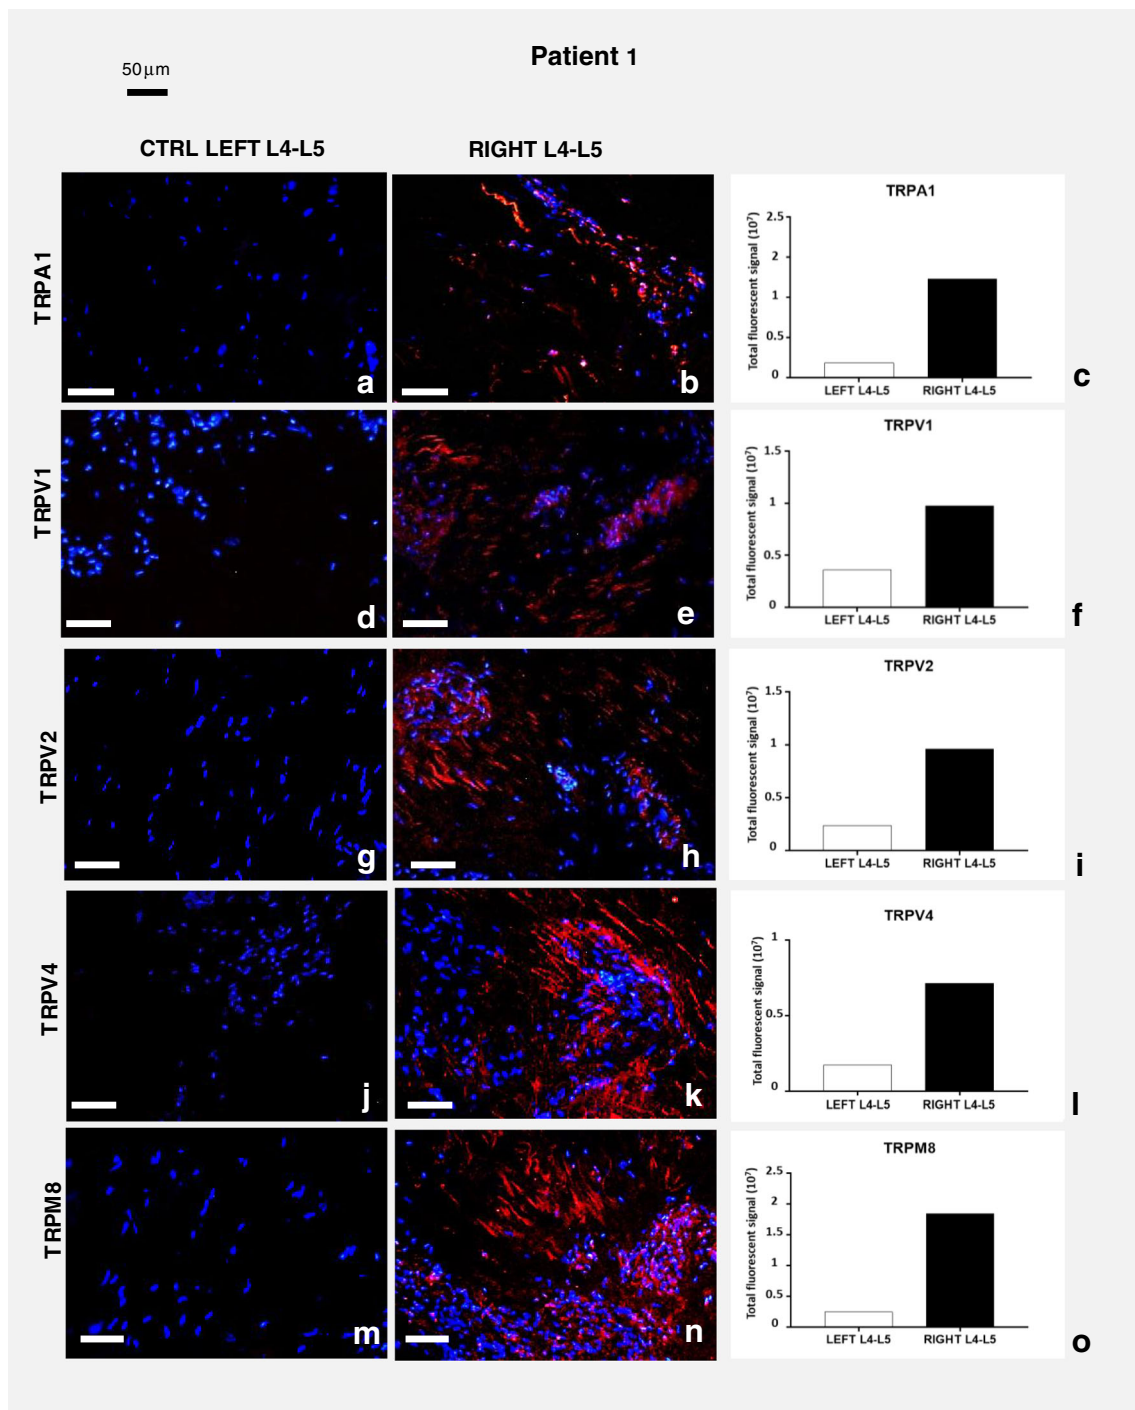 Patient 1
50μm
CTRL LEFT L4-L5
RIGHT L4-L5
TRPA1
a
b
TRPA1
Total fluorescent signal (10⁷)
2.5
2
1
0.5
0
LEFT L4-L5
RIGHT L4-L5
c
TRPV1
d
e
TRPV1
Total fluorescent signal (10⁷)
1.5
1
0.5
0
LEFT L4-L5
RIGHT L4-L5
f
TRPV2
g
h
TRPV2
Total fluorescent signal (10⁷)
1.5
1
0.5
0
LEFT L4-L5
RIGHT L4-L5
i
TRPV4
j
k
TRPV4
Total fluorescent signal (10⁷)
1
0.5
0
LEFT L4-L5
RIGHT L4-L5
l
TRPM8
m
n
TRPM8
Total fluorescent signal (10⁷)
2.5
2
1.5
1
0.5
0
LEFT L4-L5
RIGHT L4-L5
o